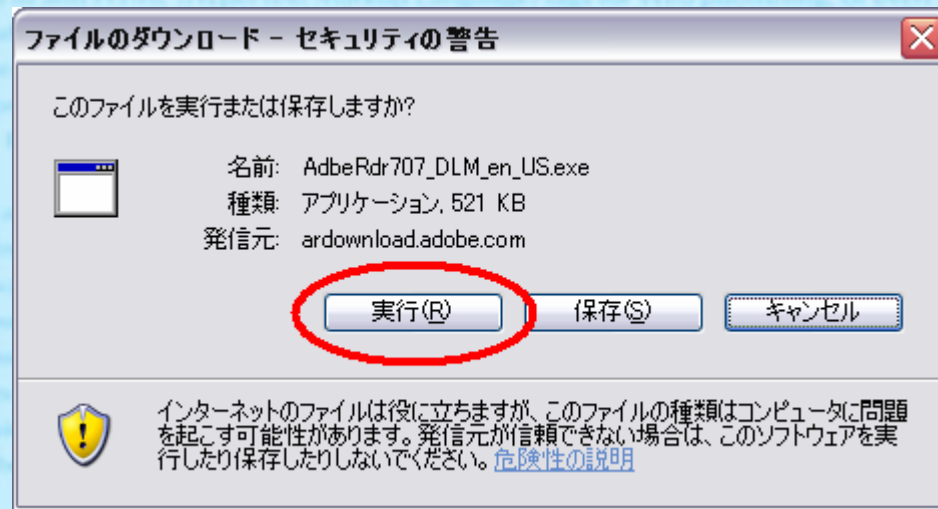 ファイルのダウンロード - セキュリティの警告
このファイルを実行または保存しますか?
名前: AdbeRdr707_DLM_en_US.exe
種類: アプリケーション, 521 KB
発信元: ardownload.adobe.com
実行(R) 保存(S) キャンセル
インターネットのファイルは役に立ちますが、このファイルの種類はコンピュータに問題
を起こす可能性があります。発信元が信頼できない場合は、このソフトウェアを実
行したり保存したりしないでください。危険性の説明